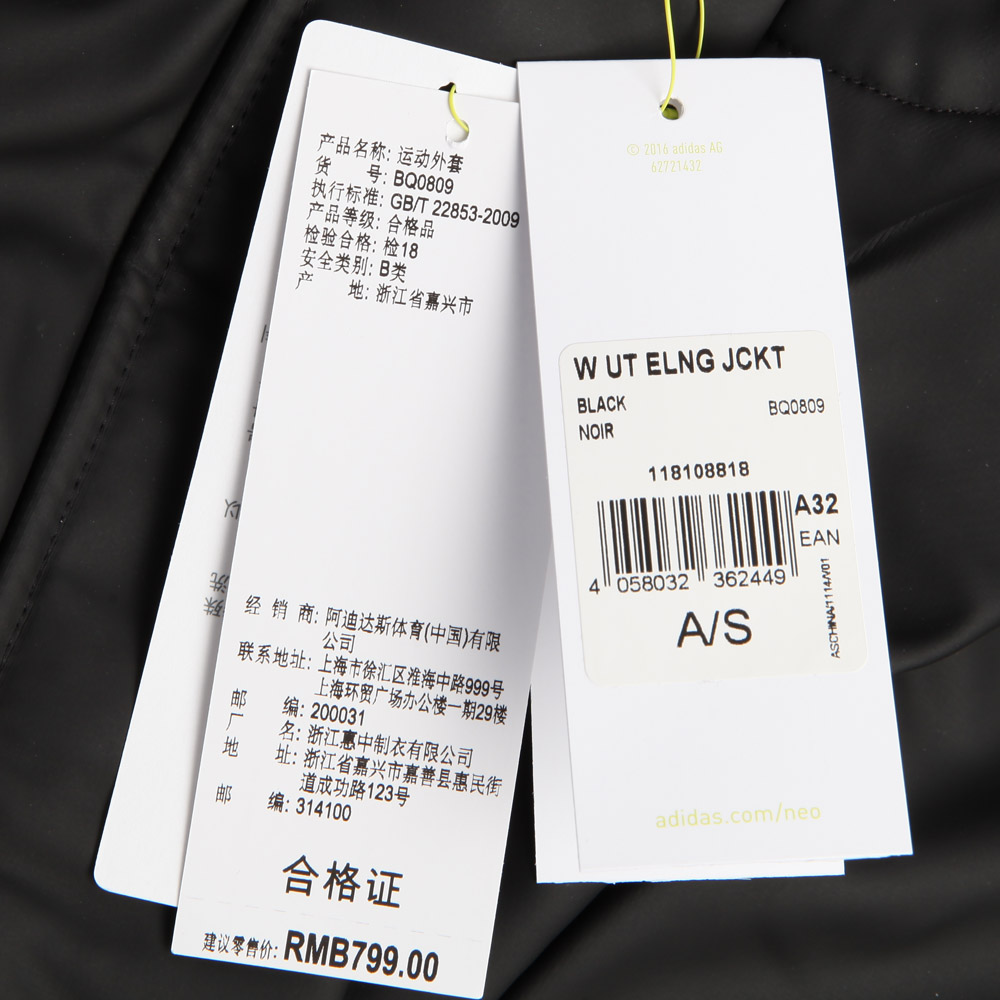 产品名称: 运动外套
货 号: BQ0809
执行标准: GB/T 22853-2009
产品等级: 合格品
检验合格: 检18
安全类别: B类
产 地: 浙江省嘉兴市
经 销 商: 阿迪达斯体育(中国)有限
公司
联系地址: 上海市徐汇区淮海中路999号
上海环贸广场办公楼一期29楼
邮 编: 200031
厂 名: 浙江惠中制衣有限公司
地 址: 浙江省嘉兴市嘉善县惠民街
道成功路123号
邮 编: 314100
合格证
建议零售价: RMB799.00
© 2016 adidas AG
62721432
W UT ELNG JCKT
BLACK BQ0809
NOIR
118108818
A32
EAN
4 058032 362449
A/S
ASCHINA/1114/V01
adidas.com/neo
以
洗
殊